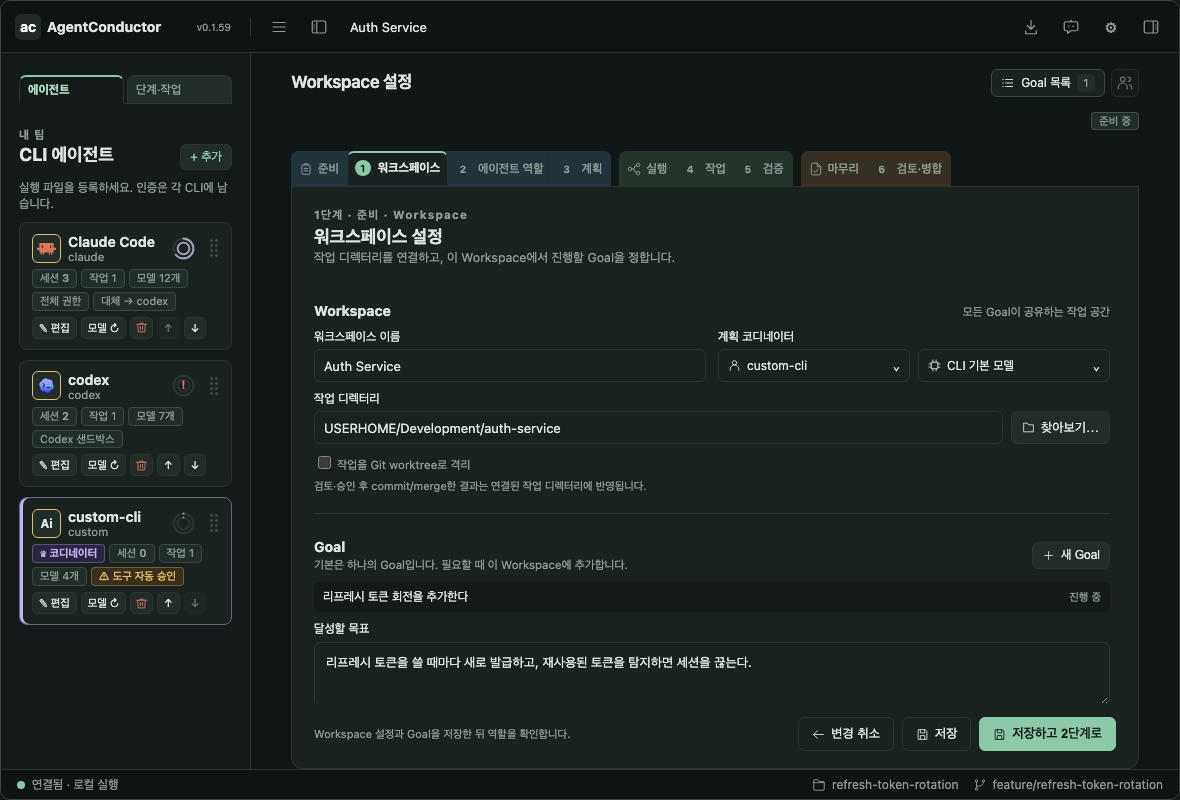 ac AgentConductor v0.1.59 Auth Service
에이전트 단계·작업
내 팀
CLI 에이전트 + 추가
실행 파일을 등록하세요. 인증은 각 CLI에 남
습니다.
Claude Code
claude
세션 3 작업 1 모델 12개
전체 권한 대체 → codex
✎ 편집 모델 ↻ ↑ ↓
codex
codex
!
세션 2 작업 1 모델 7개
Codex 샌드박스
✎ 편집 모델 ↻ ↑ ↓
Ai custom-cli
custom
♛ 코디네이터 세션 0 작업 1
모델 4개 ⚠ 도구 자동 승인
✎ 편집 모델 ↻ ↑ ↓
Workspace 설정
Goal 목록 1
준비 중
준비 1 워크스페이스 2 에이전트 역할 3 계획 실행 4 작업 5 검증 마무리 6 검토·병합
1단계 · 준비 · Workspace
워크스페이스 설정
작업 디렉터리를 연결하고, 이 Workspace에서 진행할 Goal을 정합니다.
Workspace 모든 Goal이 공유하는 작업 공간
워크스페이스 이름 계획 코디네이터
Auth Service custom-cli CLI 기본 모델
작업 디렉터리
USERHOME/Development/auth-service 찾아보기...
작업을 Git worktree로 격리
검토·승인 후 commit/merge한 결과는 연결된 작업 디렉터리에 반영됩니다.
Goal
기본은 하나의 Goal입니다. 필요할 때 이 Workspace에 추가합니다.
+ 새 Goal
리프레시 토큰 회전을 추가한다 진행 중
달성할 목표
리프레시 토큰을 쓸 때마다 새로 발급하고, 재사용된 토큰을 탐지하면 세션을 끊는다.
Workspace 설정과 Goal을 저장한 뒤 역할을 확인합니다. ← 변경 취소 저장 저장하고 2단계로
연결됨 · 로컬 실행 refresh-token-rotation feature/refresh-token-rotation